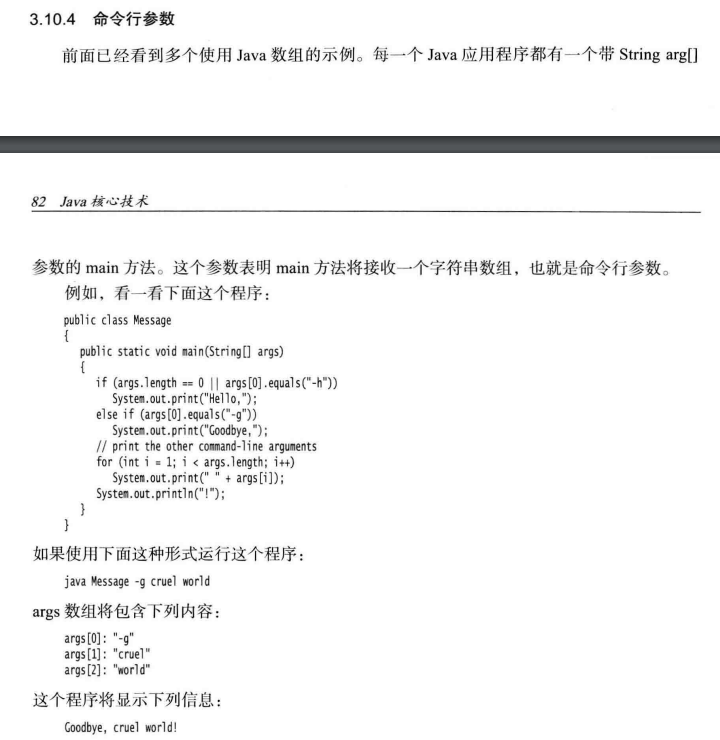 3.10.4 命令行参数
前面已经看到多个使用 Java 数组的示例。每一个 Java 应用程序都有一个带 String arg[]
82 Java 核心技术
参数的 main 方法。这个参数表明 main 方法将接收一个字符串数组，也就是命令行参数。
例如，看一看下面这个程序：
public class Message
{
public static void main(String[] args)
{
if (args.length == 0 || args[0].equals("-h"))
System.out.print("Hello,");
else if (args[0].equals("-g"))
System.out.print("Goodbye,");
// print the other command-line arguments
for (int i = 1; i < args.length; i++)
System.out.print(" " + args[i]);
System.out.println("!");
}
}
如果使用下面这种形式运行这个程序：
java Message -g cruel world
args 数组将包含下列内容：
args[0]: "-g"
args[1]: "cruel"
args[2]: "world"
这个程序将显示下列信息：
Goodbye, cruel world!